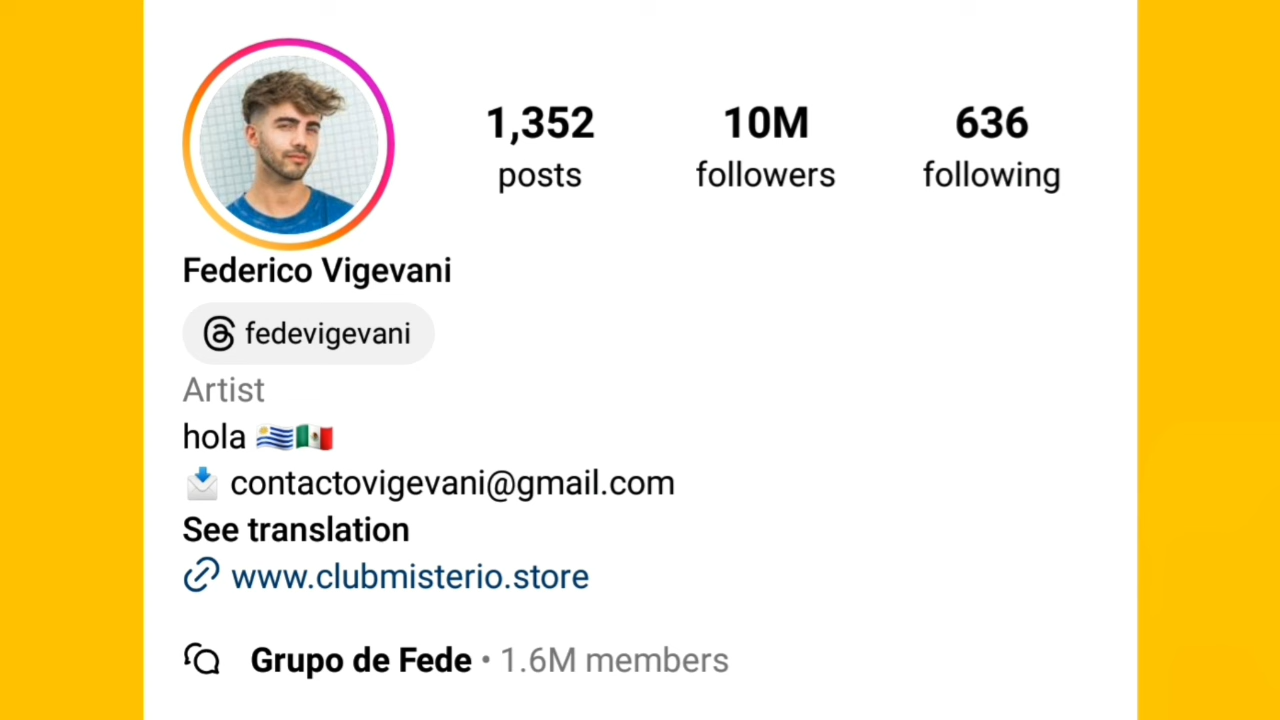 1,352 10M 636
posts followers following
Federico Vigevani
fedevigevani
Artist
hola 🇺🇾🇲🇽
📩 contactovigevani@gmail.com
See translation
www.clubmisterio.store
Grupo de Fede • 1.6M members